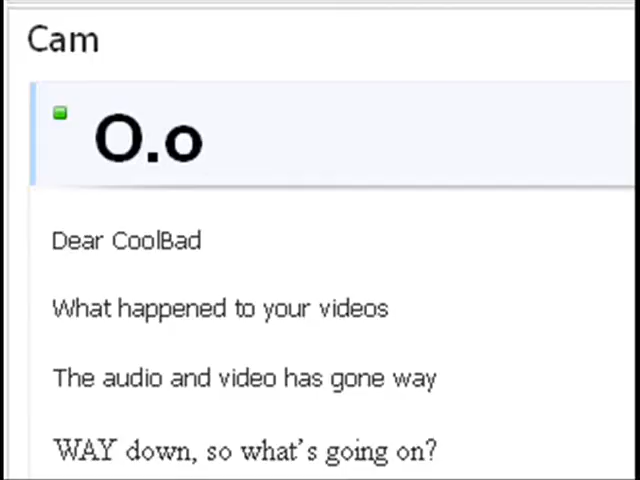 Cam
O.o
Dear CoolBad
What happened to your videos
The audio and video has gone way
WAY down, so what's going on?